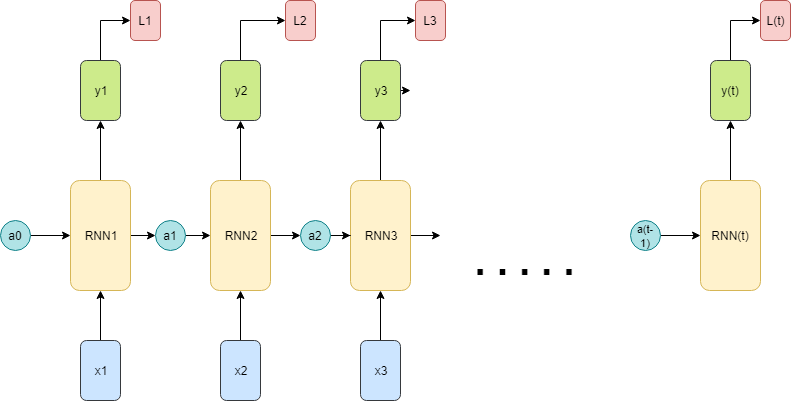 L1 L2 L3 L(t)
y1 y2 y3 y(t)
a0 RNN1 a1 RNN2 a2 RNN3 a(t-
1) RNN(t)
.....
x1 x2 x3